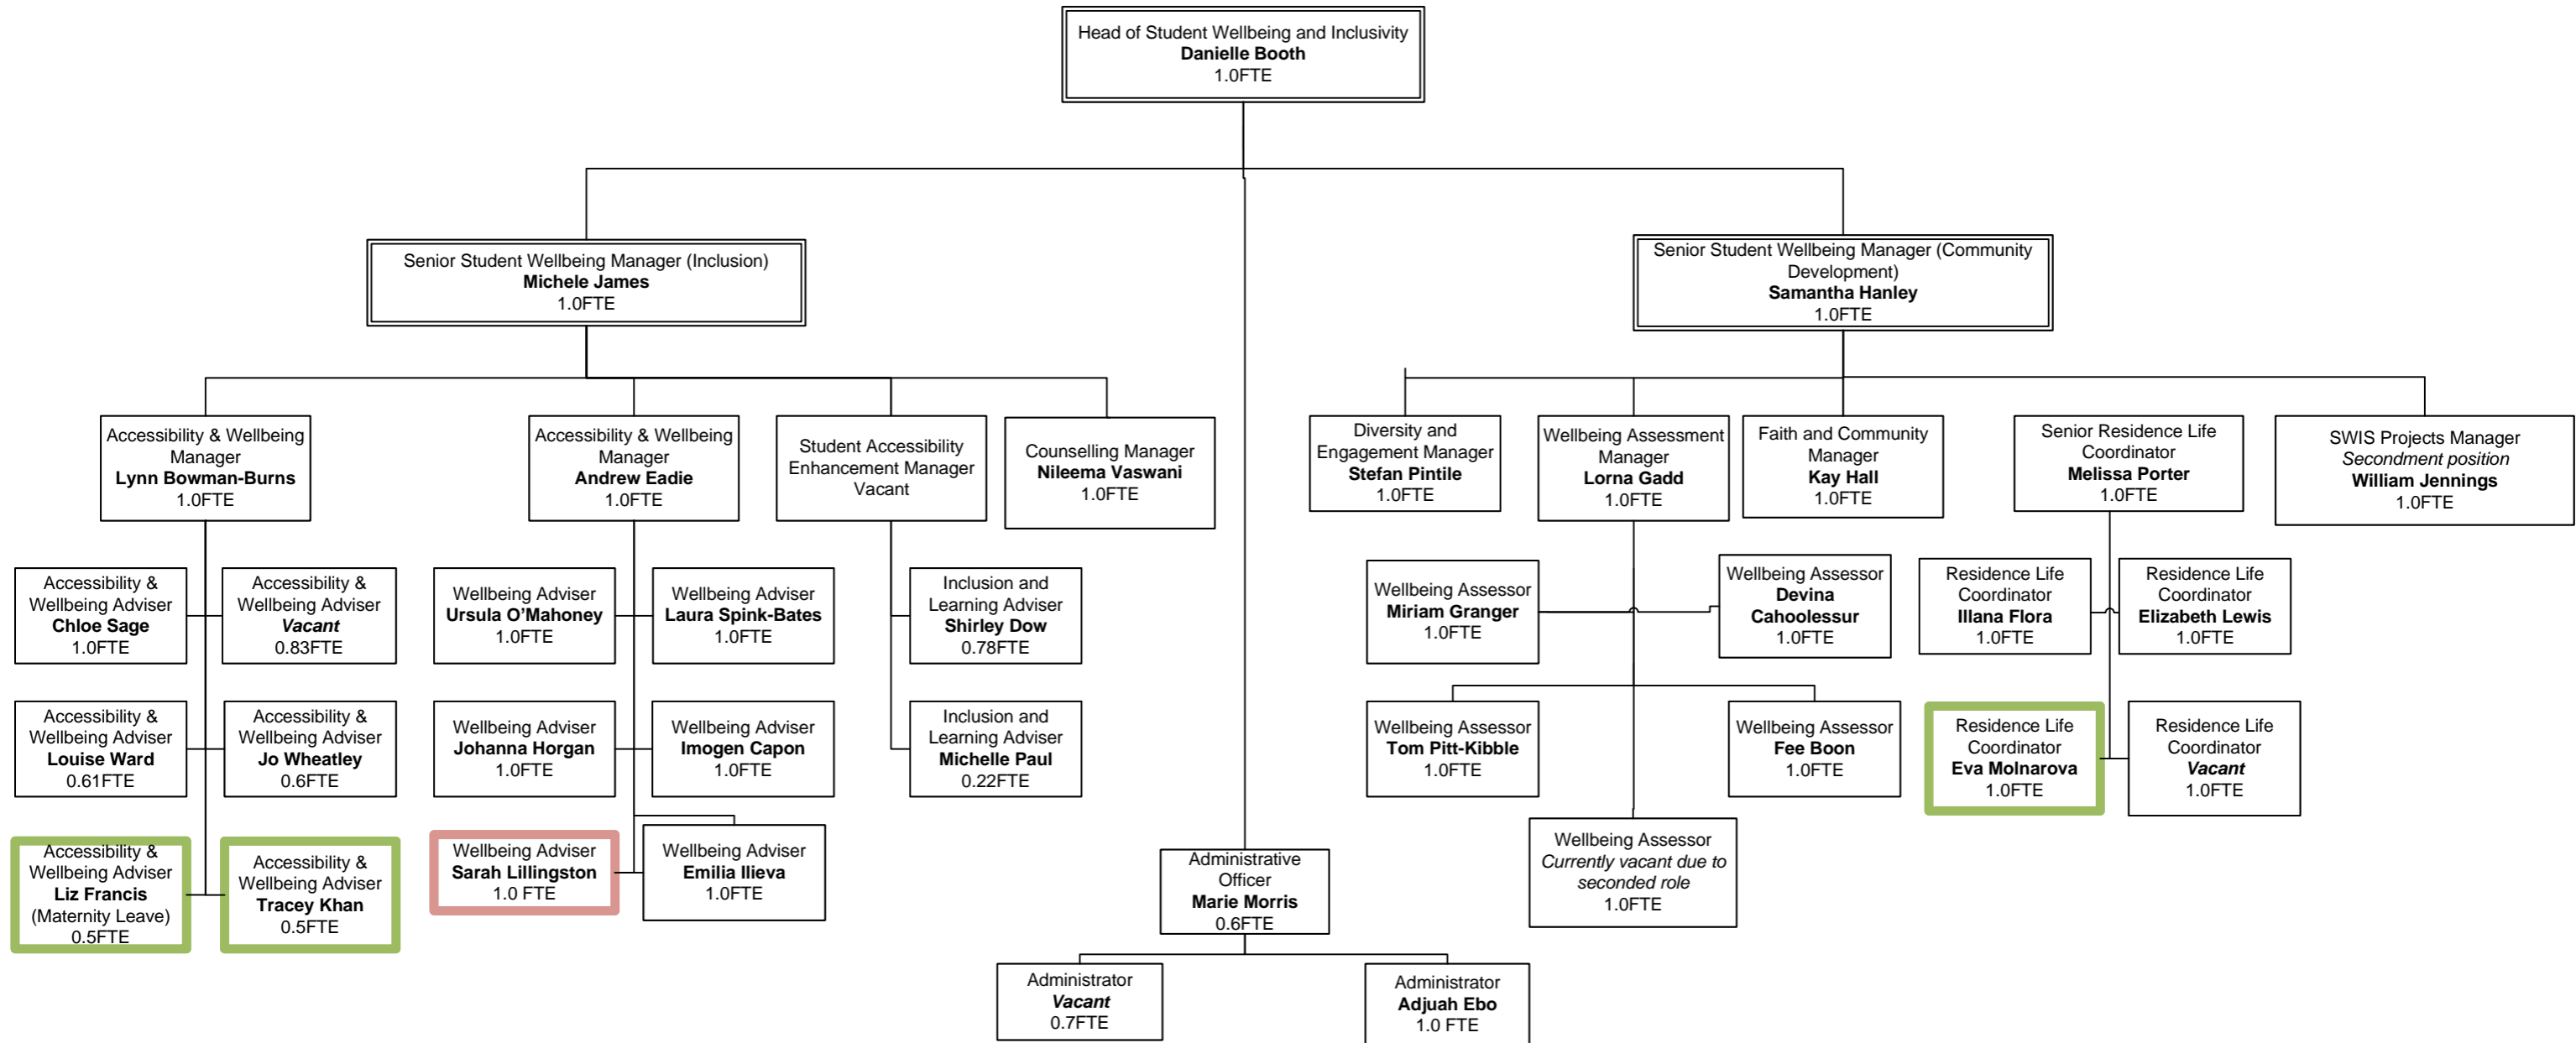 Head of Student Wellbeing and Inclusivity
Danielle Booth
1.0FTE
Senior Student Wellbeing Manager (Inclusion)
Michele James
1.0FTE
Senior Student Wellbeing Manager (Community
Development)
Samantha Hanley
1.0FTE
Accessibility & Wellbeing
Manager
Lynn Bowman-Burns
1.0FTE
Accessibility & Wellbeing
Manager
Andrew Eadie
1.0FTE
Student Accessibility
Enhancement Manager
Vacant
Counselling Manager
Nileema Vaswani
1.0FTE
Diversity and
Engagement Manager
Stefan Pintile
1.0FTE
Wellbeing Assessment
Manager
Lorna Gadd
1.0FTE
Faith and Community
Manager
Kay Hall
1.0FTE
Senior Residence Life
Coordinator
Melissa Porter
1.0FTE
SWIS Projects Manager
Secondment position
William Jennings
1.0FTE
Accessibility &
Wellbeing Adviser
Chloe Sage
1.0FTE
Accessibility &
Wellbeing Adviser
Vacant
0.83FTE
Wellbeing Adviser
Ursula O’Mahoney
1.0FTE
Wellbeing Adviser
Laura Spink-Bates
1.0FTE
Inclusion and
Learning Adviser
Shirley Dow
0.78FTE
Wellbeing Assessor
Miriam Granger
1.0FTE
Wellbeing Assessor
Devina
Cahoolessur
1.0FTE
Residence Life
Coordinator
Illana Flora
1.0FTE
Residence Life
Coordinator
Elizabeth Lewis
1.0FTE
Accessibility &
Wellbeing Adviser
Louise Ward
0.61FTE
Accessibility &
Wellbeing Adviser
Jo Wheatley
0.6FTE
Wellbeing Adviser
Johanna Horgan
1.0FTE
Wellbeing Adviser
Imogen Capon
1.0FTE
Inclusion and
Learning Adviser
Michelle Paul
0.22FTE
Wellbeing Assessor
Tom Pitt-Kibble
1.0FTE
Wellbeing Assessor
Fee Boon
1.0FTE
Residence Life
Coordinator
Eva Molnarova
1.0FTE
Residence Life
Coordinator
Vacant
1.0FTE
Accessibility &
Wellbeing Adviser
Liz Francis
(Maternity Leave)
0.5FTE
Accessibility &
Wellbeing Adviser
Tracey Khan
0.5FTE
Wellbeing Adviser
Sarah Lillingston
1.0 FTE
Wellbeing Adviser
Emilia Ilieva
1.0FTE
Administrative
Officer
Marie Morris
0.6FTE
Wellbeing Assessor
Currently vacant due to
seconded role
1.0FTE
Administrator
Vacant
0.7FTE
Administrator
Adjuah Ebo
1.0 FTE